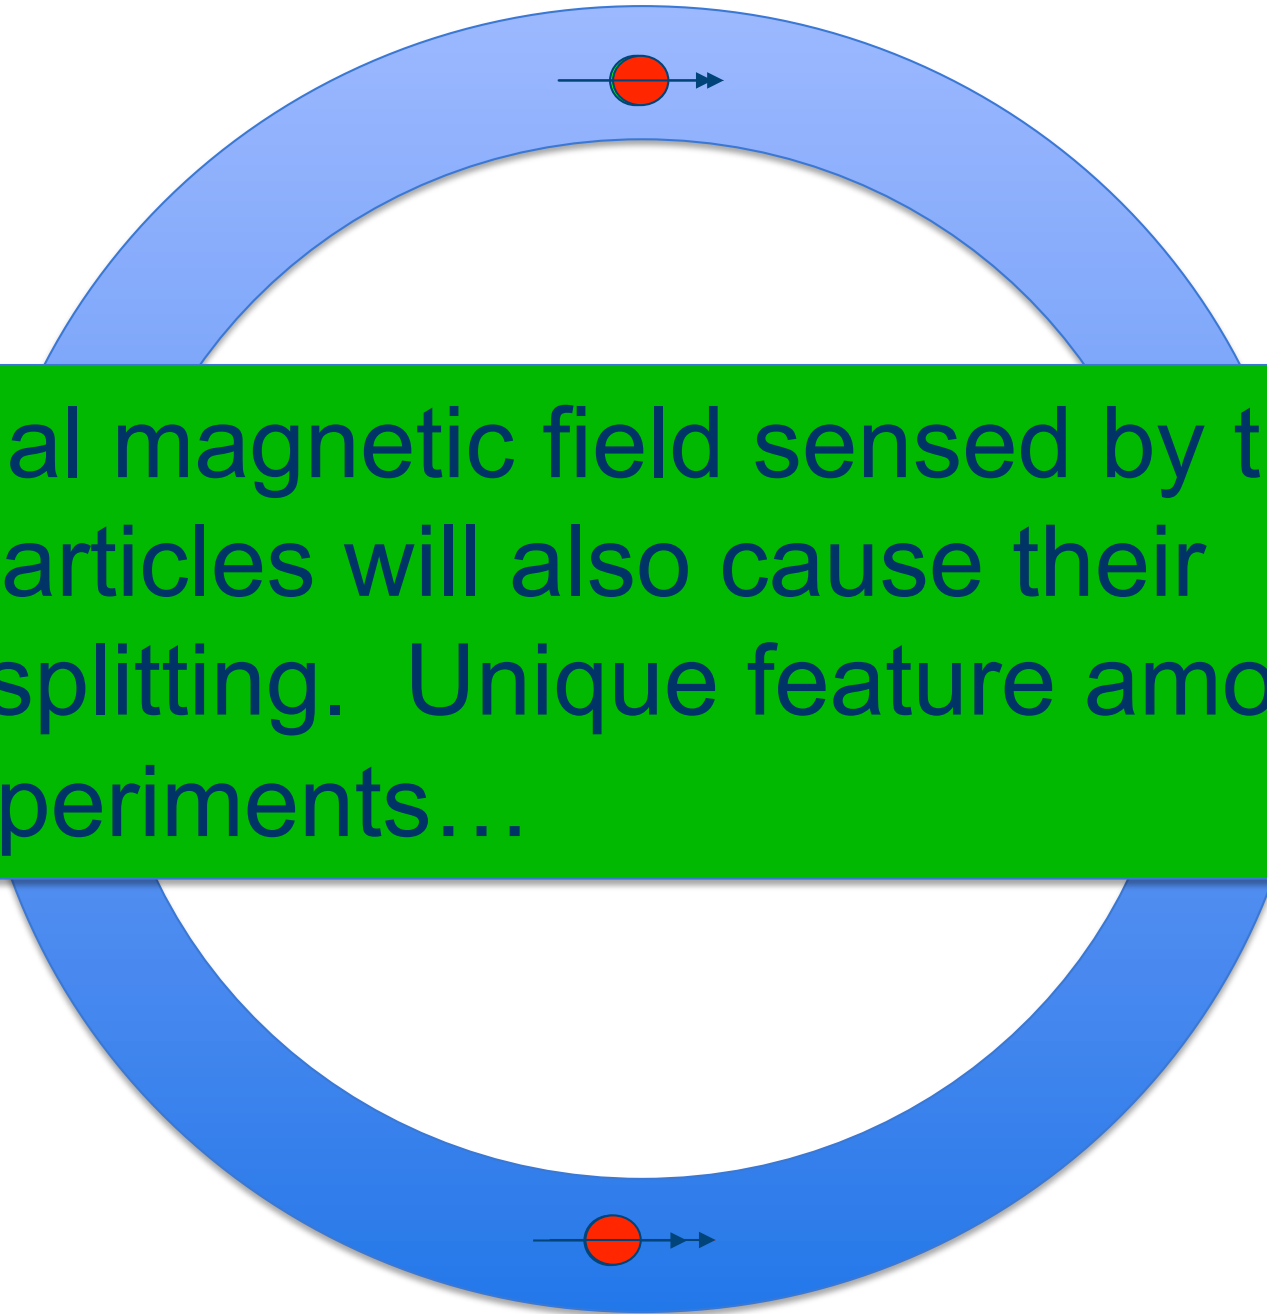 al magnetic field sensed by t
articles will also cause their
splitting. Unique feature amo
periments…